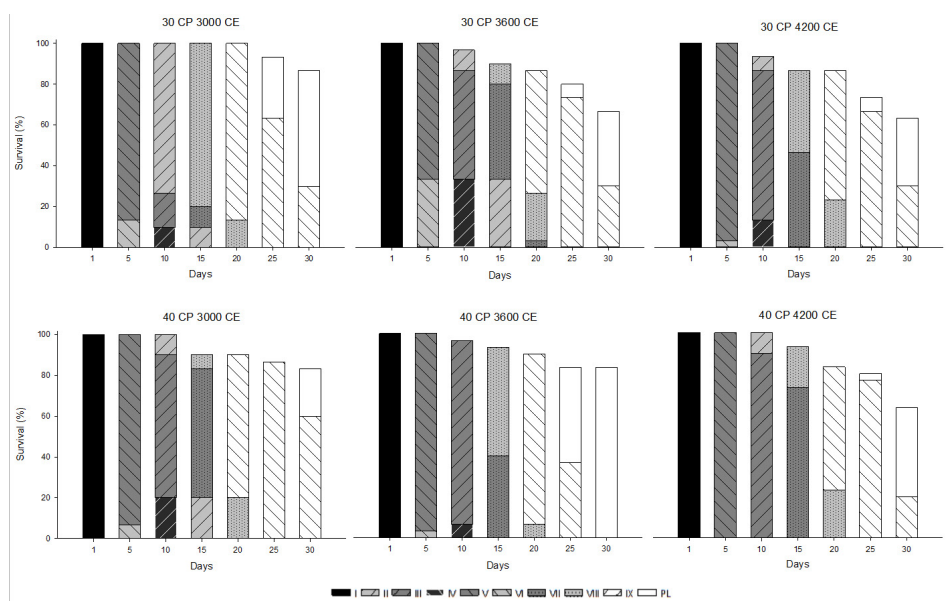 30 CP 3000 CE
30 CP 3600 CE
30 CP 4200 CE
Survival (%)
100
80
60
40
20
0
1 5 10 15 20 25 30
1 5 10 15 20 25 30
1 5 10 15 20 25 30
Days
Days
Days
40 CP 3000 CE
40 CP 3600 CE
40 CP 4200 CE
Survival (%)
100
80
60
40
20
0
1 5 10 15 20 25 30
1 5 10 15 20 25 30
1 5 10 15 20 25 30
Days
Days
Days
I II III IV V VI VII VIII IX PL